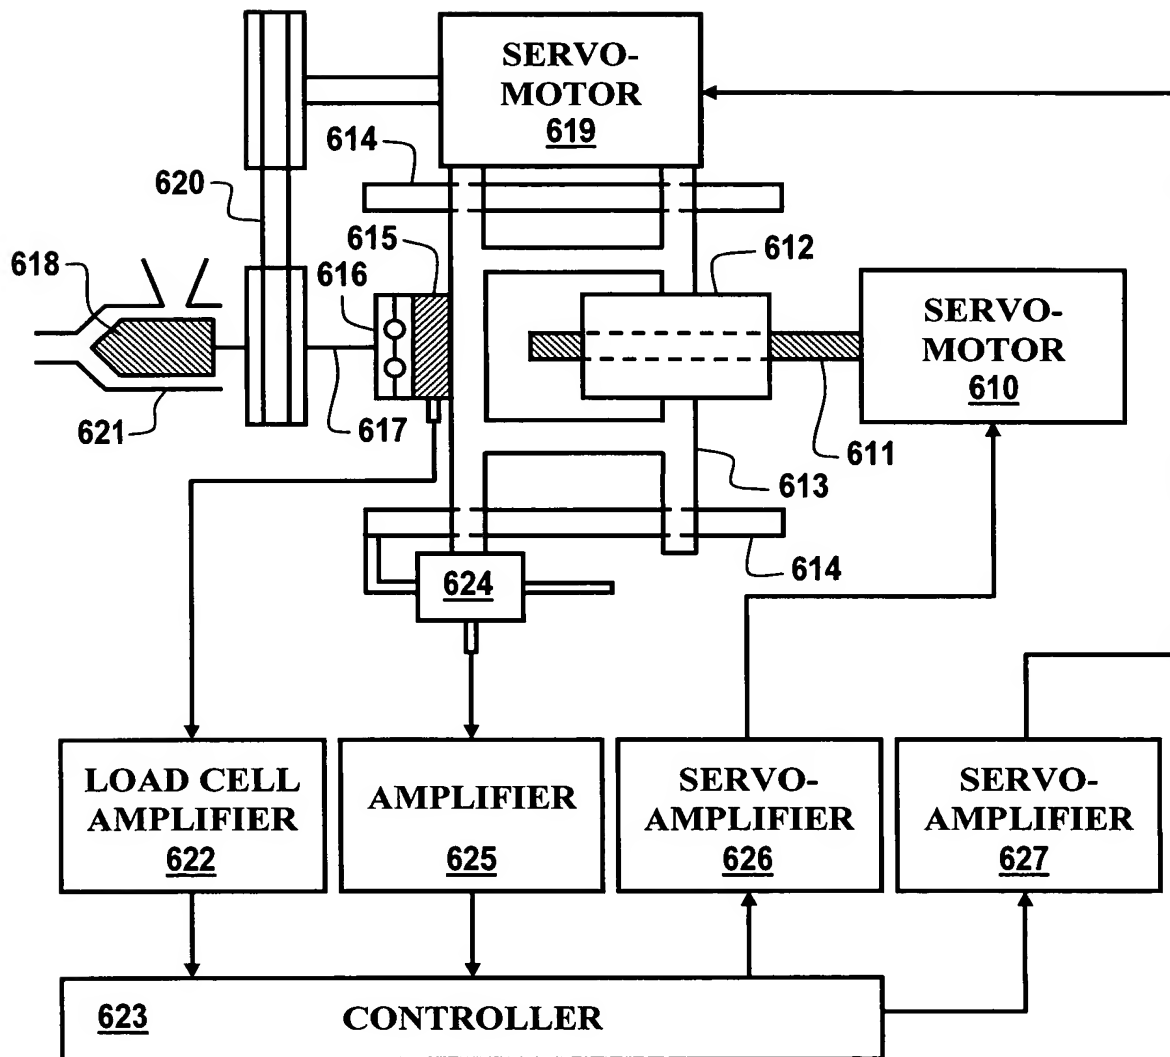 SERVO-
MOTOR
619
614
620
615
612
618
616
SERVO-
MOTOR
610
621
617
611
613
624
614
LOAD CELL
AMPLIFIER
622
AMPLIFIER
625
SERVO-
AMPLIFIER
626
SERVO-
AMPLIFIER
627
623
CONTROLLER